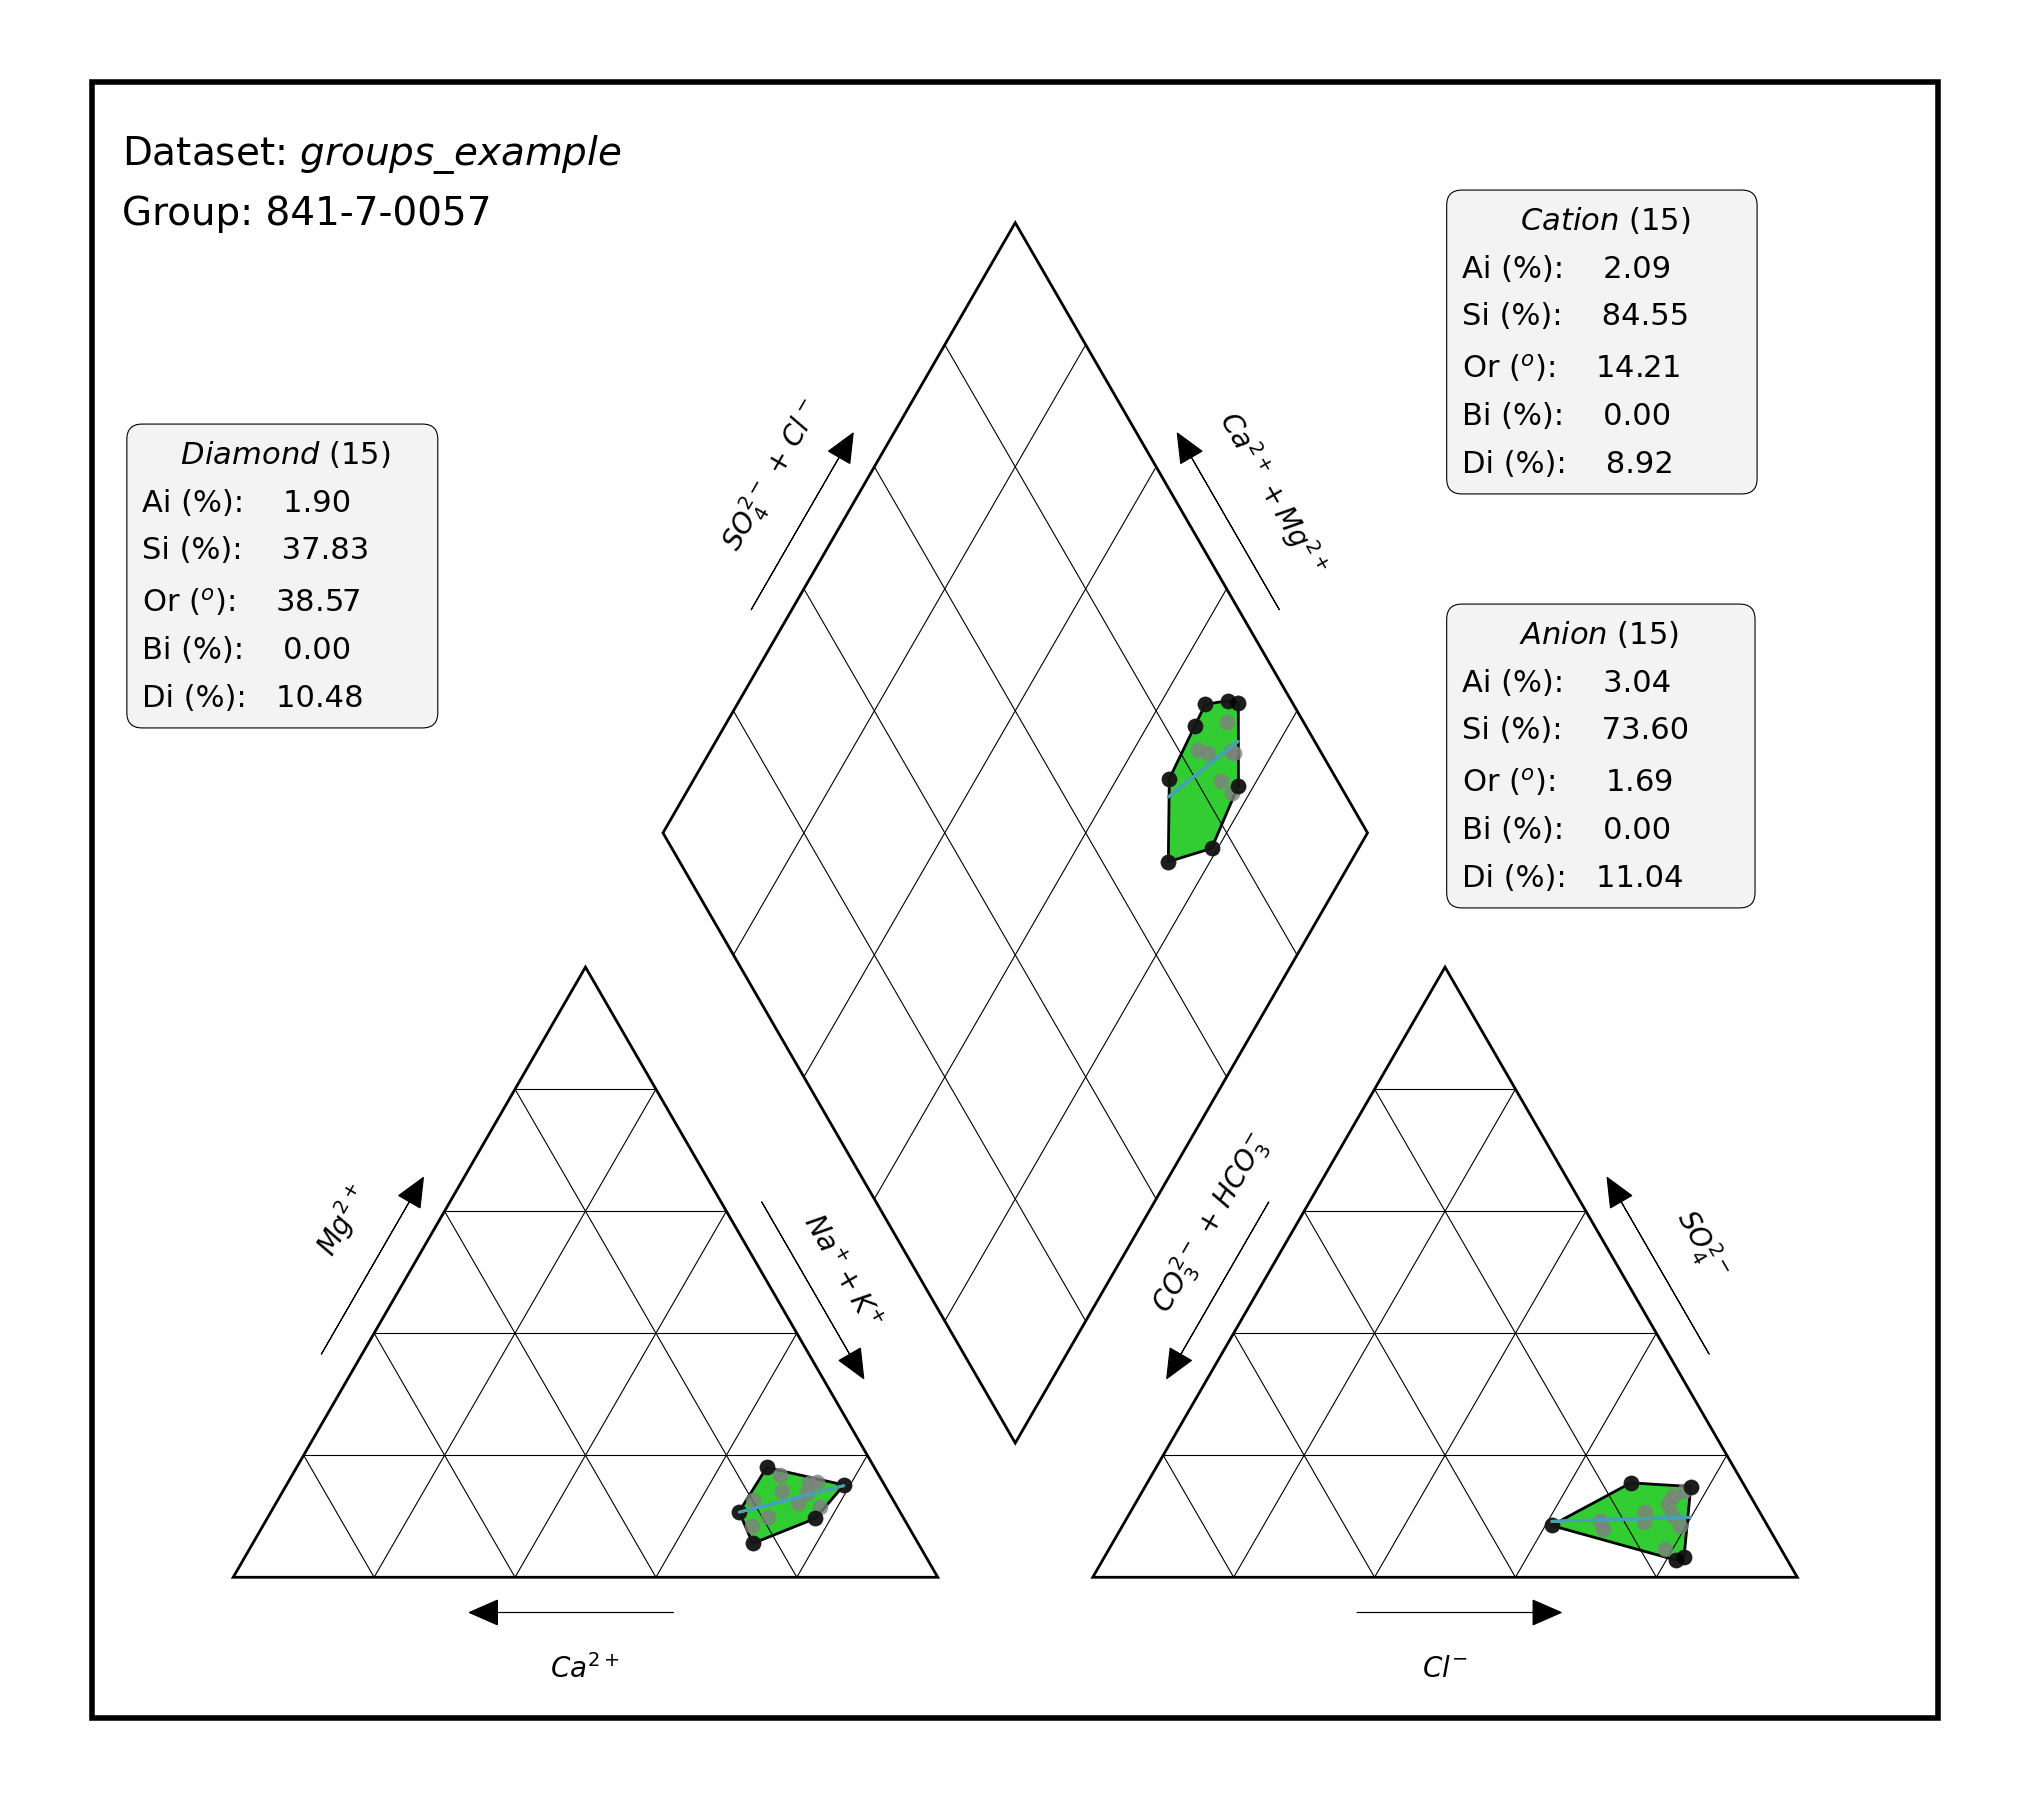 Dataset: groups_example
Group: 841-7-0057
Cation (15)
Ai (%): 2.09
Si (%): 84.55
Or (°): 14.21
Bi (%): 0.00
Di (%): 8.92
Diamond (15)
Ai (%): 1.90
Si (%): 37.83
Or (°): 38.57
Bi (%): 0.00
Di (%): 10.48
SO₄²⁻ + Cl⁻
Ca²⁺ + Mg²⁺
Anion (15)
Ai (%): 3.04
Si (%): 73.60
Or (°): 1.69
Bi (%): 0.00
Di (%): 11.04
Mg²⁺
Na⁺ + K⁺
CO₃²⁻ + HCO₃⁻
SO₄²⁻
Ca²⁺
Cl⁻